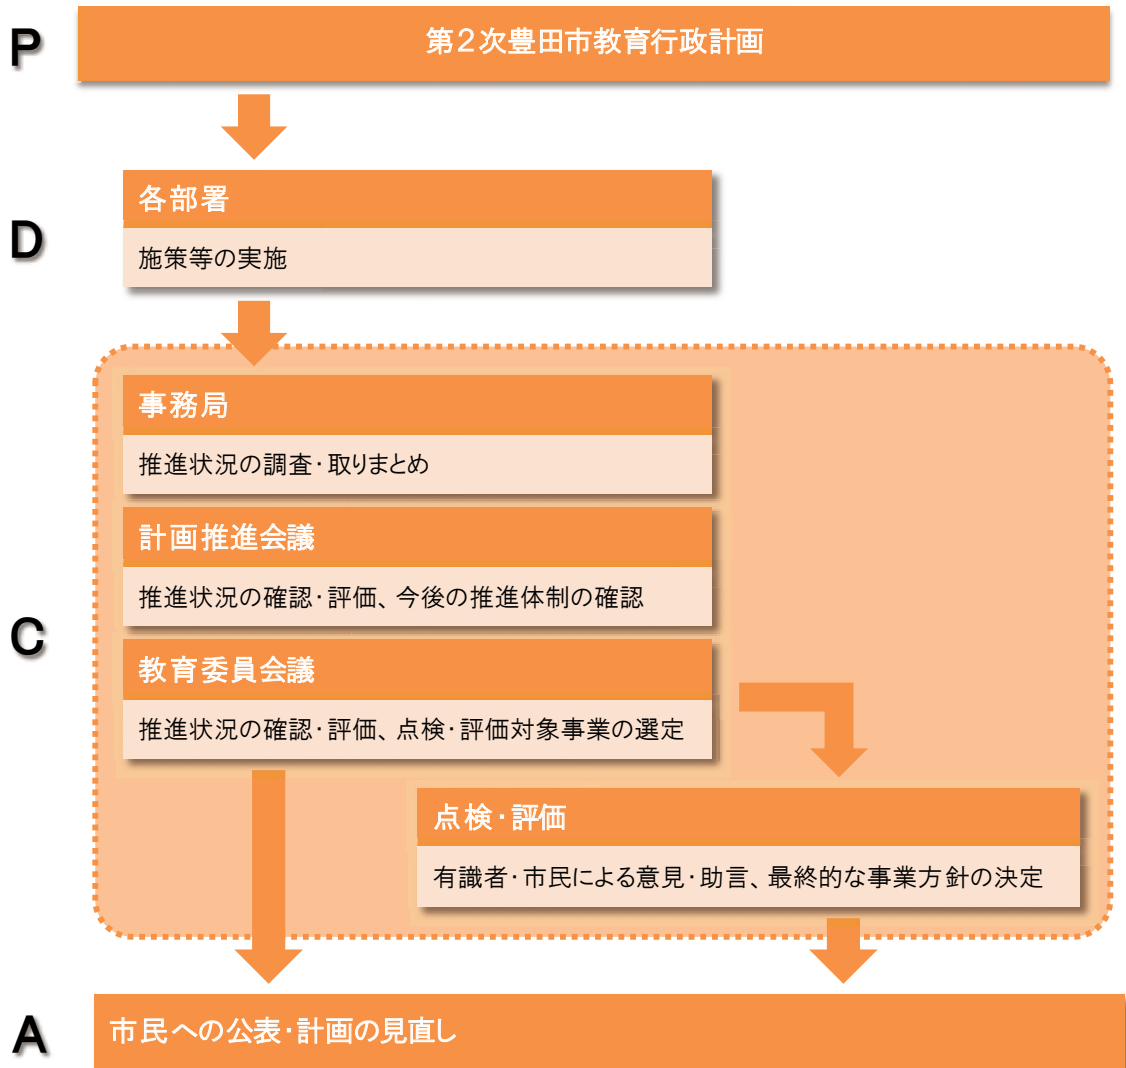 P
第２次豊田市教育行政計画
D
各部署
施策等の実施
C
事務局
推進状況の調査・取りまとめ
計画推進会議
推進状況の確認・評価、今後の推進体制の確認
教育委員会議
推進状況の確認・評価、点検・評価対象事業の選定
点検・評価
有識者・市民による意見・助言、最終的な事業方針の決定
A
市民への公表・計画の見直し